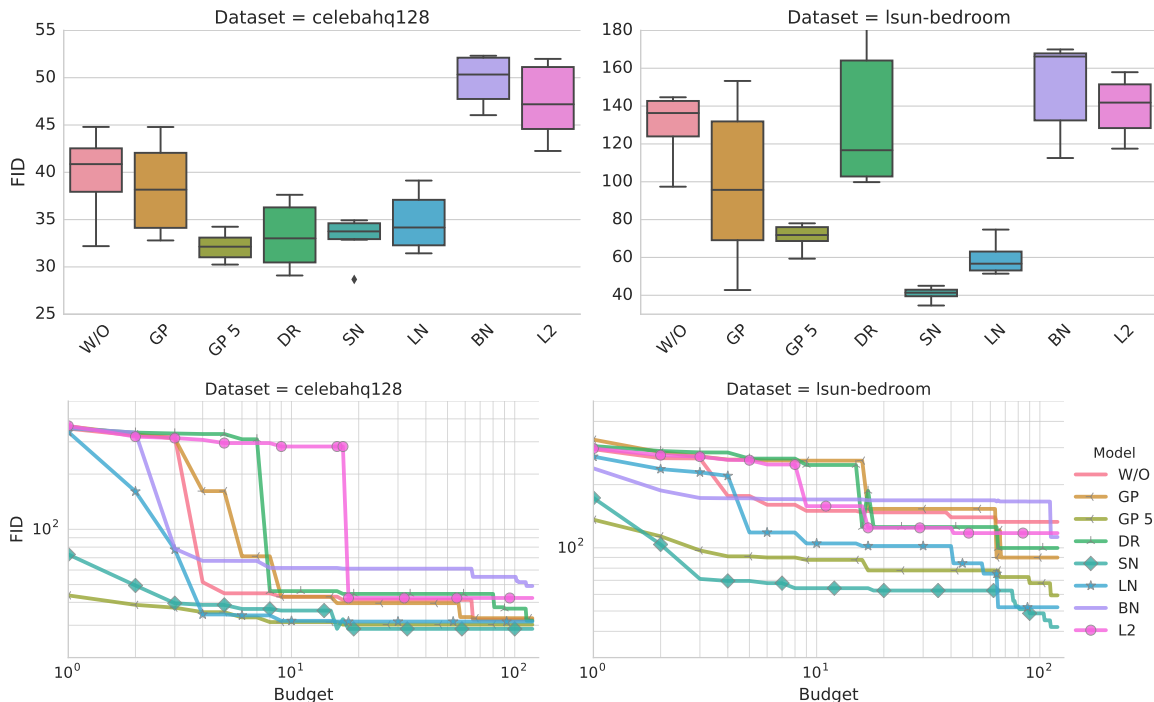 Dataset = celebahq128
55
50
45
40
35
30
25
FID
W/O
GP
GP 5
DR
SN
LN
BN
L2
Dataset = lsun-bedroom
180
160
140
120
100
80
60
40
W/O
GP
GP 5
DR
SN
LN
BN
L2
Dataset = celebahq128
FID
10²
10⁰
10¹
10²
Budget
Dataset = lsun-bedroom
10²
10⁰
10¹
10²
Budget
Model
W/O
GP
GP 5
DR
SN
LN
BN
L2